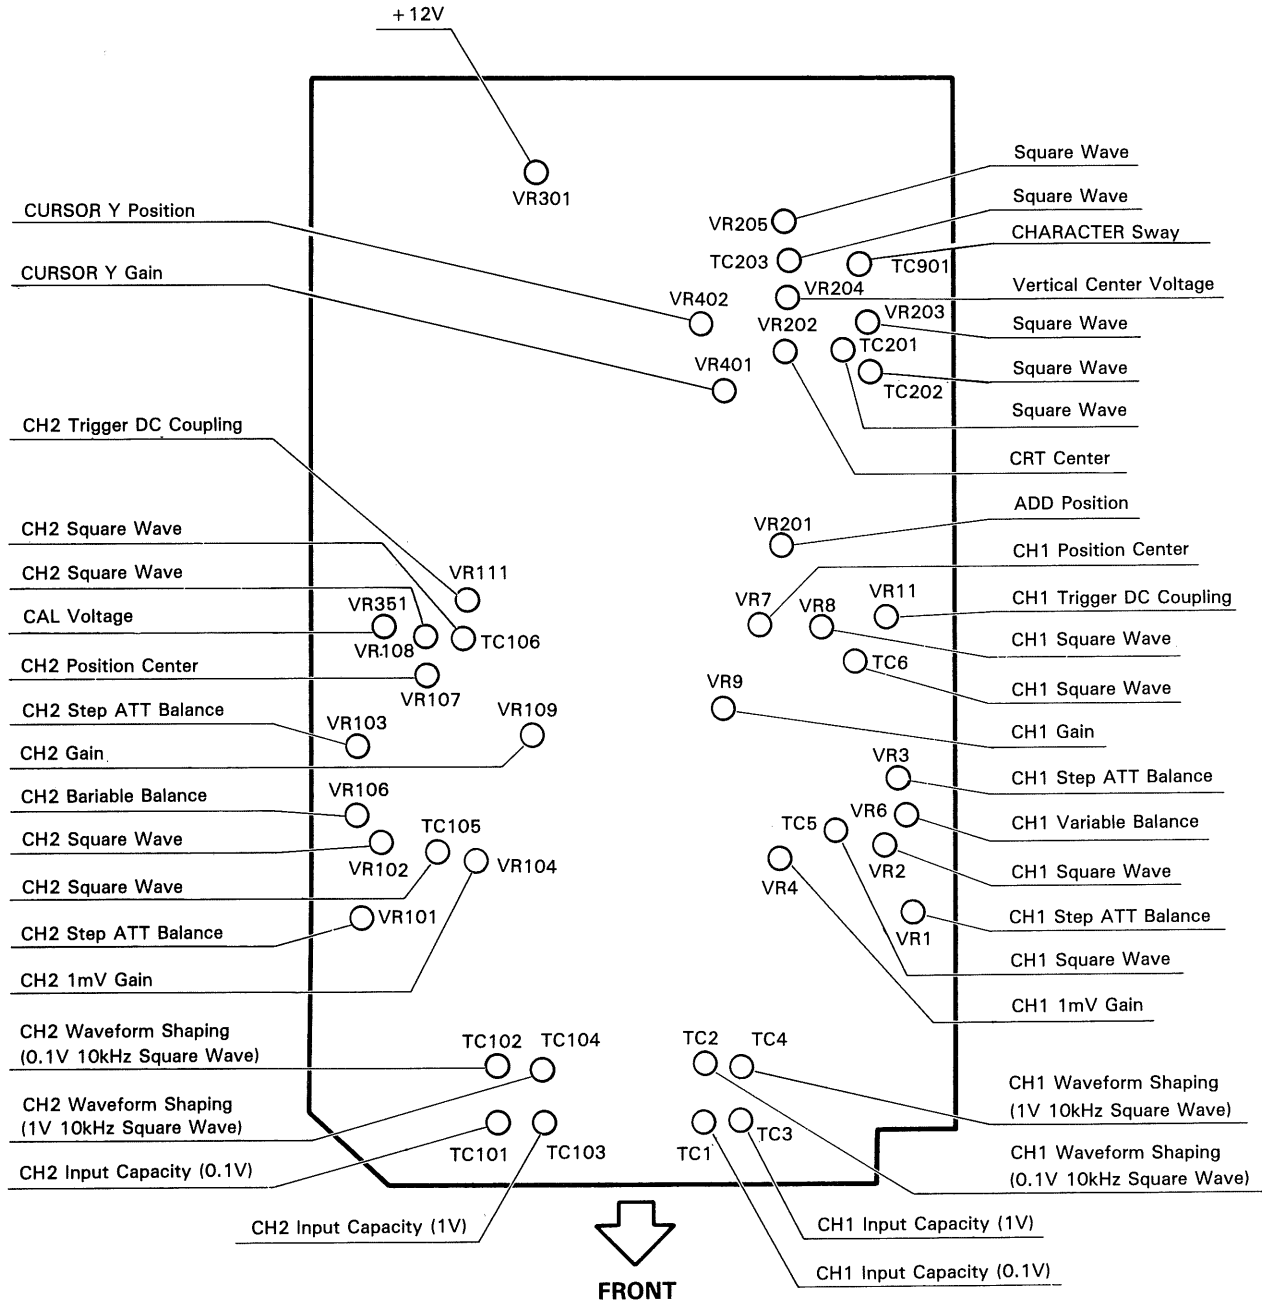 +12V
VR301
CURSOR Y Position
CURSOR Y Gain
CH2 Trigger DC Coupling
CH2 Square Wave
CH2 Square Wave
CAL Voltage
CH2 Position Center
CH2 Step ATT Balance
CH2 Gain
CH2 Bariable Balance
CH2 Square Wave
CH2 Square Wave
CH2 Step ATT Balance
CH2 1mV Gain
CH2 Waveform Shaping
(0.1V 10kHz Square Wave)
CH2 Waveform Shaping
(1V 10kHz Square Wave)
CH2 Input Capacity (0.1V)
CH2 Input Capacity (1V)
VR205
TC203
TC901
VR204
VR402
VR203
VR202
TC201
VR401
TC202
VR201
VR111
VR351
VR108
TC106
VR107
VR7
VR8
VR11
TC6
VR9
VR103
VR109
VR3
VR106
VR6
TC105
TC5
VR102
VR104
VR4
VR2
VR101
VR1
TC102
TC104
TC2
TC4
TC101
TC103
TC1
TC3
Square Wave
Square Wave
CHARACTER Sway
Vertical Center Voltage
Square Wave
Square Wave
Square Wave
CRT Center
ADD Position
CH1 Position Center
CH1 Trigger DC Coupling
CH1 Square Wave
CH1 Square Wave
CH1 Gain
CH1 Step ATT Balance
CH1 Variable Balance
CH1 Square Wave
CH1 Step ATT Balance
CH1 Square Wave
CH1 1mV Gain
CH1 Waveform Shaping
(1V 10kHz Square Wave)
CH1 Waveform Shaping
(0.1V 10kHz Square Wave)
CH1 Input Capacity (1V)
CH1 Input Capacity (0.1V)
FRONT